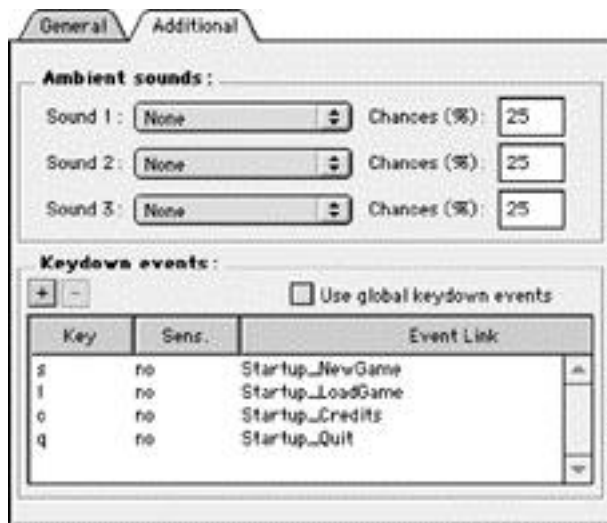 General Additional
Ambient sounds:
Sound 1: None Chances (%): 25
Sound 2: None Chances (%): 25
Sound 3: None Chances (%): 25
Keydown events:
+ - Use global keydown events
Key Sens. Event Link
s no Startup_NewGame
l no Startup_LoadGame
c no Startup_Credits
q no Startup_Quit